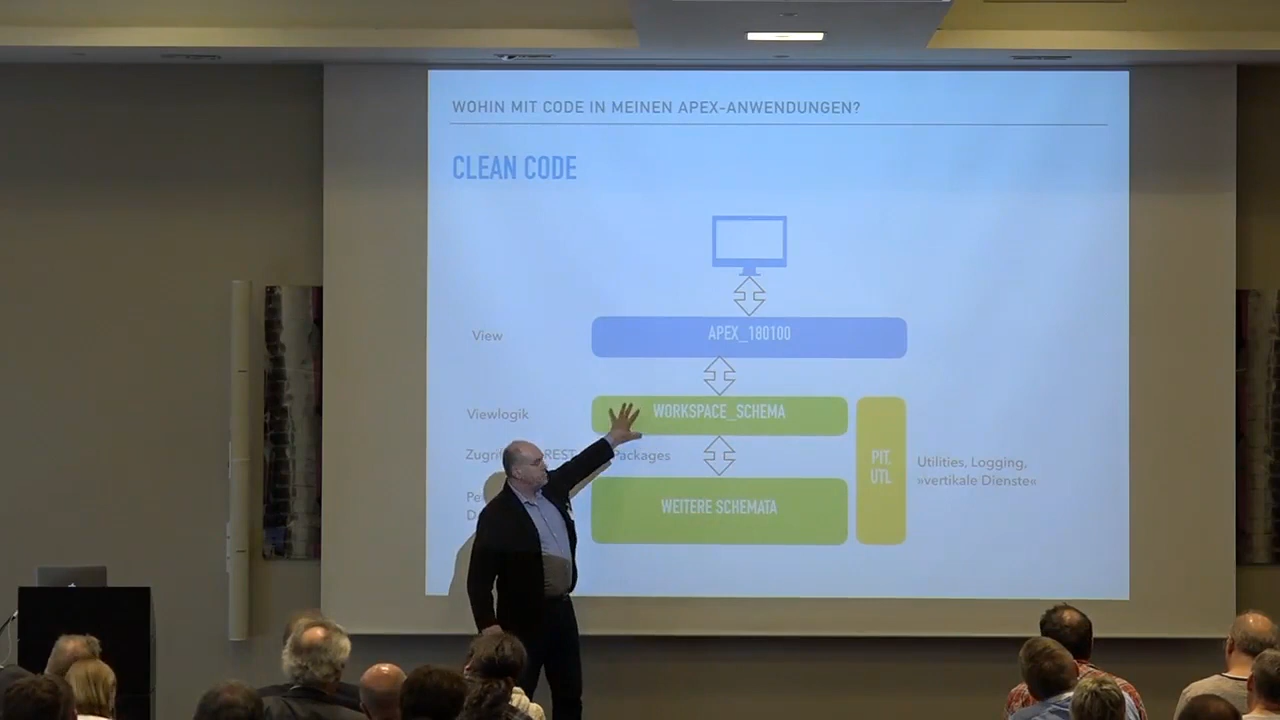 WOHIN MIT CODE IN MEINEN APEX-ANWENDUNGEN?
CLEAN CODE
View
APEX_180100
Viewlogik
WORKSPACE_SCHEMA
REST
Packages
WEITERE SCHEMATA
PIT,
UTL
Utilities, Logging,
»vertikale Dienste«